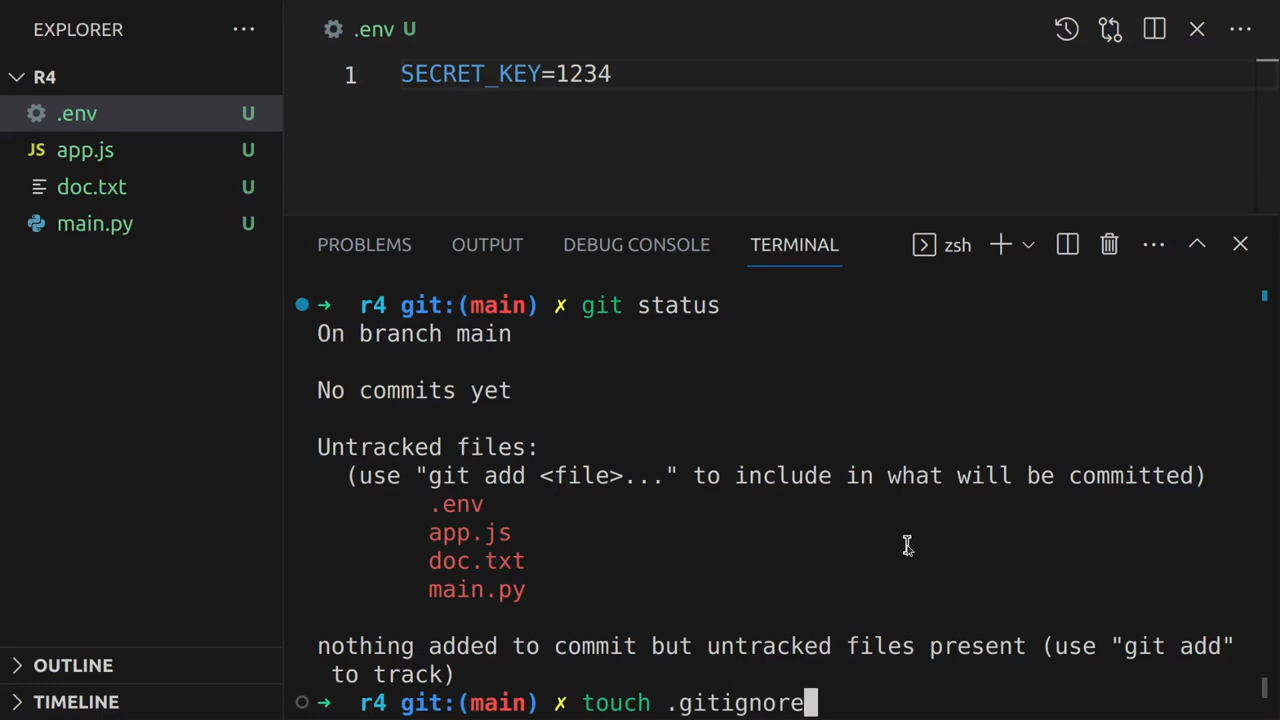 EXPLORER
R4
.env U
app.js U
doc.txt U
main.py U
OUTLINE
TIMELINE
.env U
1 SECRET_KEY=1234
PROBLEMS OUTPUT DEBUG CONSOLE TERMINAL zsh
➜ r4 git:(main) ✗ git status
On branch main
No commits yet
Untracked files:
(use "git add <file>..." to include in what will be committed)
.env
app.js
doc.txt
main.py
nothing added to commit but untracked files present (use "git add"
to track)
➜ r4 git:(main) ✗ touch .gitignore